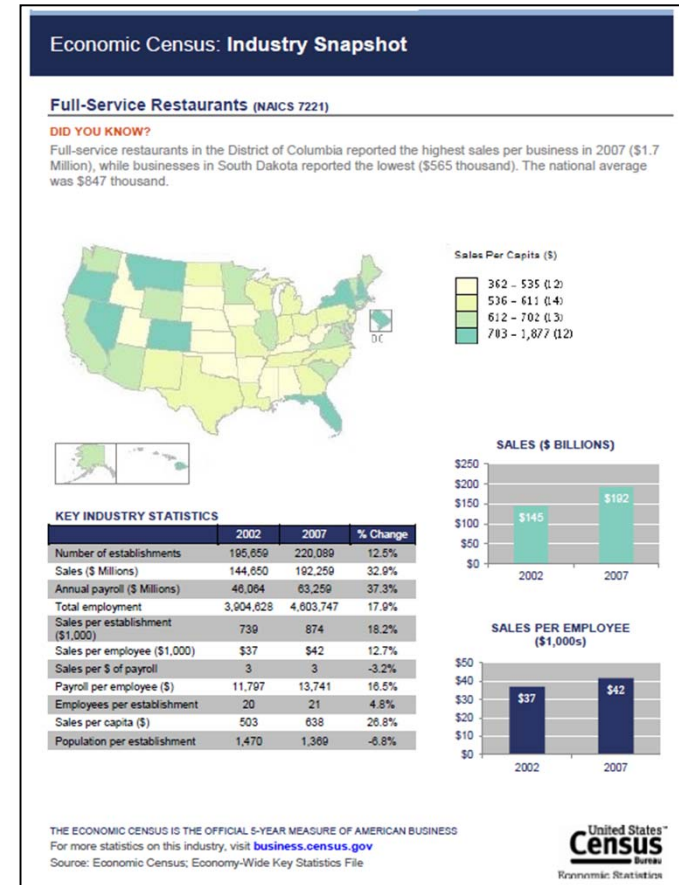 Economic Census: Industry Snapshot
Full-Service Restaurants (NAICS 7221)
DID YOU KNOW?
Full-service restaurants in the District of Columbia reported the highest sales per business in 2007 ($1.7
Million), while businesses in South Dakota reported the lowest ($565 thousand). The national average
was $847 thousand.
Sales Per Capita ($)
362 - 535 (12)
536 - 611 (14)
612 - 702 (13)
703 - 1,877 (12)
DC
SALES ($ BILLIONS)
$250
$200
$150
$100
$50
$0
$145
$192
2002 2007
KEY INDUSTRY STATISTICS
2002 2007 % Change
Number of establishments 195,659 220,089 12.5%
Sales ($ Millions) 144,650 192,259 32.9%
Annual payroll ($ Millions) 46,064 63,259 37.3%
Total employment 3,904,628 4,603,747 17.9%
Sales per establishment
($1,000) 739 874 18.2%
Sales per employee ($1,000) $37 $42 12.7%
Sales per $ of payroll 3 3 -3.2%
Payroll per employee ($) 11,797 13,741 16.5%
Employees per establishment 20 21 4.8%
Sales per capita ($) 503 638 26.8%
Population per establishment 1,470 1,369 -6.8%
SALES PER EMPLOYEE
($1,000s)
$50
$40
$30
$20
$10
$0
$37
$42
2002 2007
THE ECONOMIC CENSUS IS THE OFFICIAL 5-YEAR MEASURE OF AMERICAN BUSINESS
For more statistics on this industry, visit business.census.gov
Source: Economic Census; Economy-Wide Key Statistics File
United States™
Census
Bureau
Economic Statistics